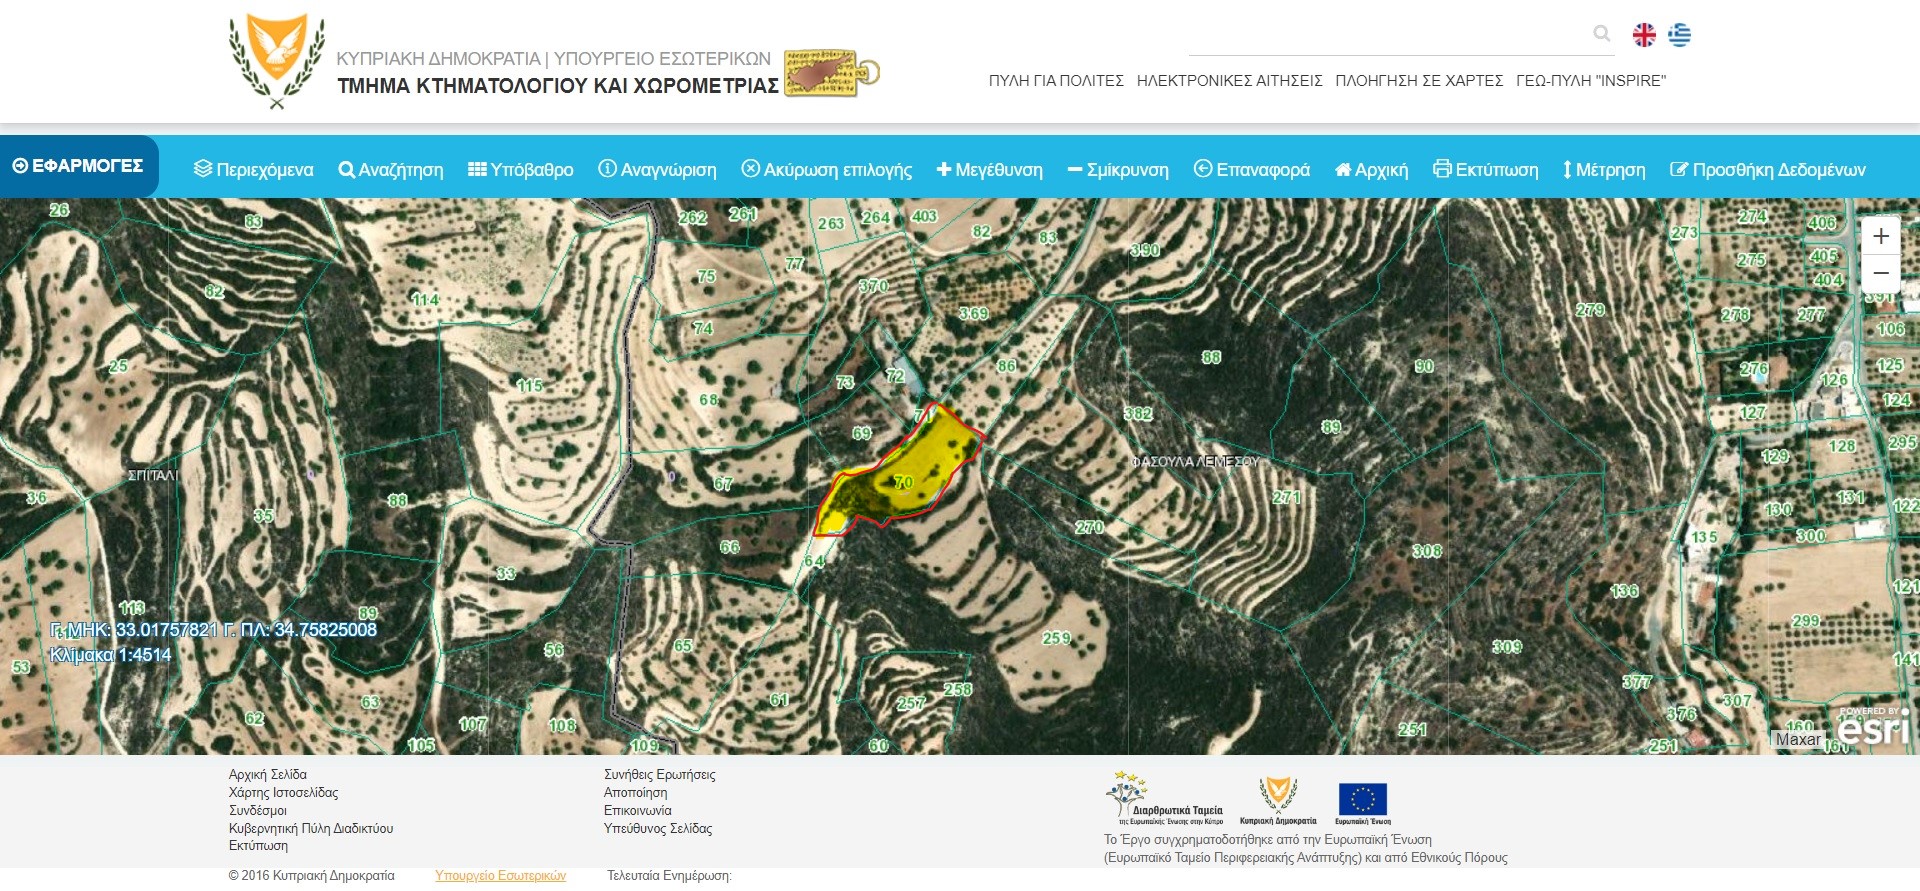 ΚΥΠΡΙΑΚΗ ΔΗΜΟΚΡΑΤΙΑ | ΥΠΟΥΡΓΕΙΟ ΕΣΩΤΕΡΙΚΩΝ
ΤΜΗΜΑ ΚΤΗΜΑΤΟΛΟΓΙΟΥ ΚΑΙ ΧΩΡΟΜΕΤΡΙΑΣ
ΠΥΛΗ ΓΙΑ ΠΟΛΙΤΕΣ ΗΛΕΚΤΡΟΝΙΚΕΣ ΑΙΤΗΣΕΙΣ ΠΛΟΗΓΗΣΗ ΣΕ ΧΑΡΤΕΣ ΓΕΩ-ΠΥΛΗ "INSPIRE"
ΕΦΑΡΜΟΓΕΣ Περιεχόμενα Αναζήτηση Υπόβαθρο Αναγνώριση Ακύρωση επιλογής Μεγέθυνση Σμίκρυνση Επαναφορά Αρχική Εκτύπωση Μέτρηση Προσθήκη Δεδομένων
26 83 262 261 263 264 403 82 83 390 273 274 406
82 114 75 77 370 275 405 404
74 369 279 278 277 391 106
25 115 68 73 72 86 88 90 276 126 125
69 71 382 89 127 124
ΣΠΙΤΑΛΙ 0 0 ΦΑΣΟΥΛΑ ΛΕΜΕΣΟΥ 129 128 295
36 35 88 67 70 271 130 131 122
66 64 270 308 135 300
113 33 89 136 121
Γ. ΜΗΚ: 33.01757821 Γ. ΠΛ: 34.75825008
Κλίμακα 1:4514
53 56 65 259 309 299 141
62 63 107 108 61 257 258 377 376 307
105 109 60 251 251 160 161
POWERED BY
esri
Maxar
Αρχική Σελίδα
Χάρτης Ιστοσελίδας
Συνδέσμοι
Κυβερνητική Πύλη Διαδικτύου
Εκτύπωση
Συνήθεις Ερωτήσεις
Αποποίηση
Επικοινωνία
Υπεύθυνος Σελίδας
Διαρθρωτικά Ταμεία
της Ευρωπαϊκής Ένωσης στην Κύπρο
Κυπριακή Δημοκρατία
Ευρωπαϊκή Ένωση
Το Έργο συγχρηματοδοτήθηκε από την Ευρωπαϊκή Ένωση
(Ευρωπαϊκό Ταμείο Περιφερειακής Ανάπτυξης) και από Εθνικούς Πόρους
© 2016 Κυπριακή Δημοκρατία Υπουργείο Εσωτερικών Τελευταία Ενημέρωση: